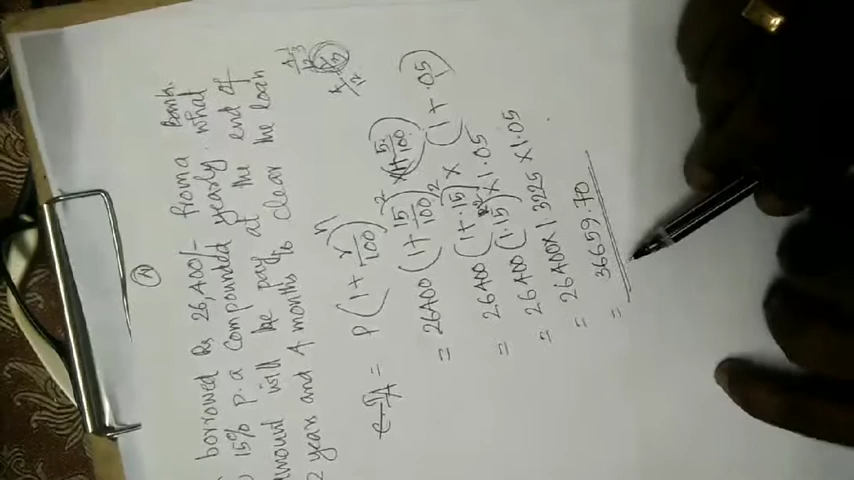 borrowed Rs 26,400/- from a bank.
15% p.a compounded yearly. what
amount will he pay at the end of
2 years and 4 months to clear the loan
A = P(1 + r/100)^n
= 26400 (1 + 15/100)^2 × (1 + 5/100)
= 26400 (1 + .15)^2 × (1 + .05)
= 26400 (1.15)^2 × 1.05
= 26400 × 1.3225 × 1.05
= 36659.70